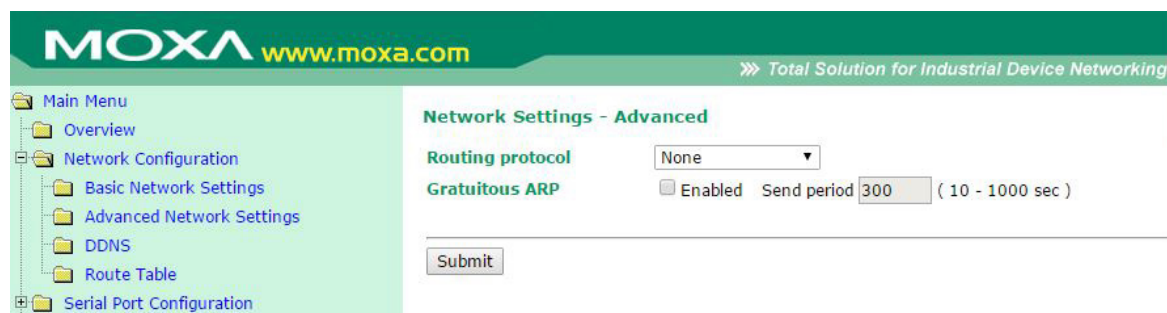 MOXA www.moxa.com
Total Solution for Industrial Device Networking
Main Menu
Overview
Network Configuration
Basic Network Settings
Advanced Network Settings
DDNS
Route Table
Serial Port Configuration
Network Settings - Advanced
Routing protocol None
Gratuitous ARP Enabled Send period 300 ( 10 - 1000 sec )
Submit